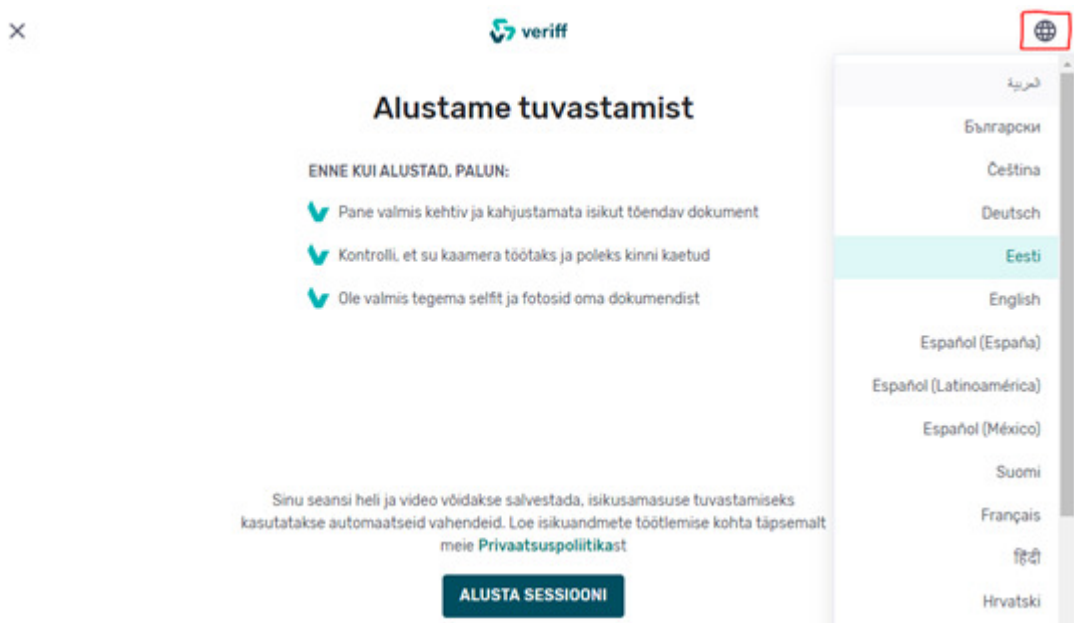 veriff
Alustame tuvastamist
ENNE KUI ALUSTAD, PALUN:
Pane valmis kehtiv ja kahjustamata isikut tõendav dokument
Kontrolli, et su kaamera töötaks ja poleks kinni kaetud
Ole valmis tegema selfit ja fotosid oma dokumendist
Sinu seansi heli ja video võidakse salvestada, isikusamasuse tuvastamiseks
kasutatakse automaatseid vahendeid. Loe isikuandmete töötlemise kohta täpsemalt
meie Privaatsuspoliitikast
ALUSTA SESSIOONI
العربية
Български
Čeština
Deutsch
Eesti
English
Español (España)
Español (Latinoamérica)
Español (México)
Suomi
Français
हिंदी
Hrvatski